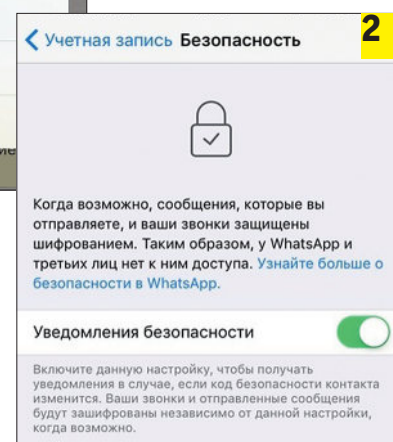 Учетная запись Безопасность
2
Когда возможно, сообщения, которые вы
отправляете, и ваши звонки защищены
шифрованием. Таким образом, у WhatsApp и
третьих лиц нет к ним доступа. Узнайте больше о
безопасности в WhatsApp.
Уведомления безопасности
Включите данную настройку, чтобы получать
уведомления в случае, если код безопасности контакта
изменится. Ваши звонки и отправленные сообщения
будут зашифрованы независимо от данной настройки,
когда возможно.